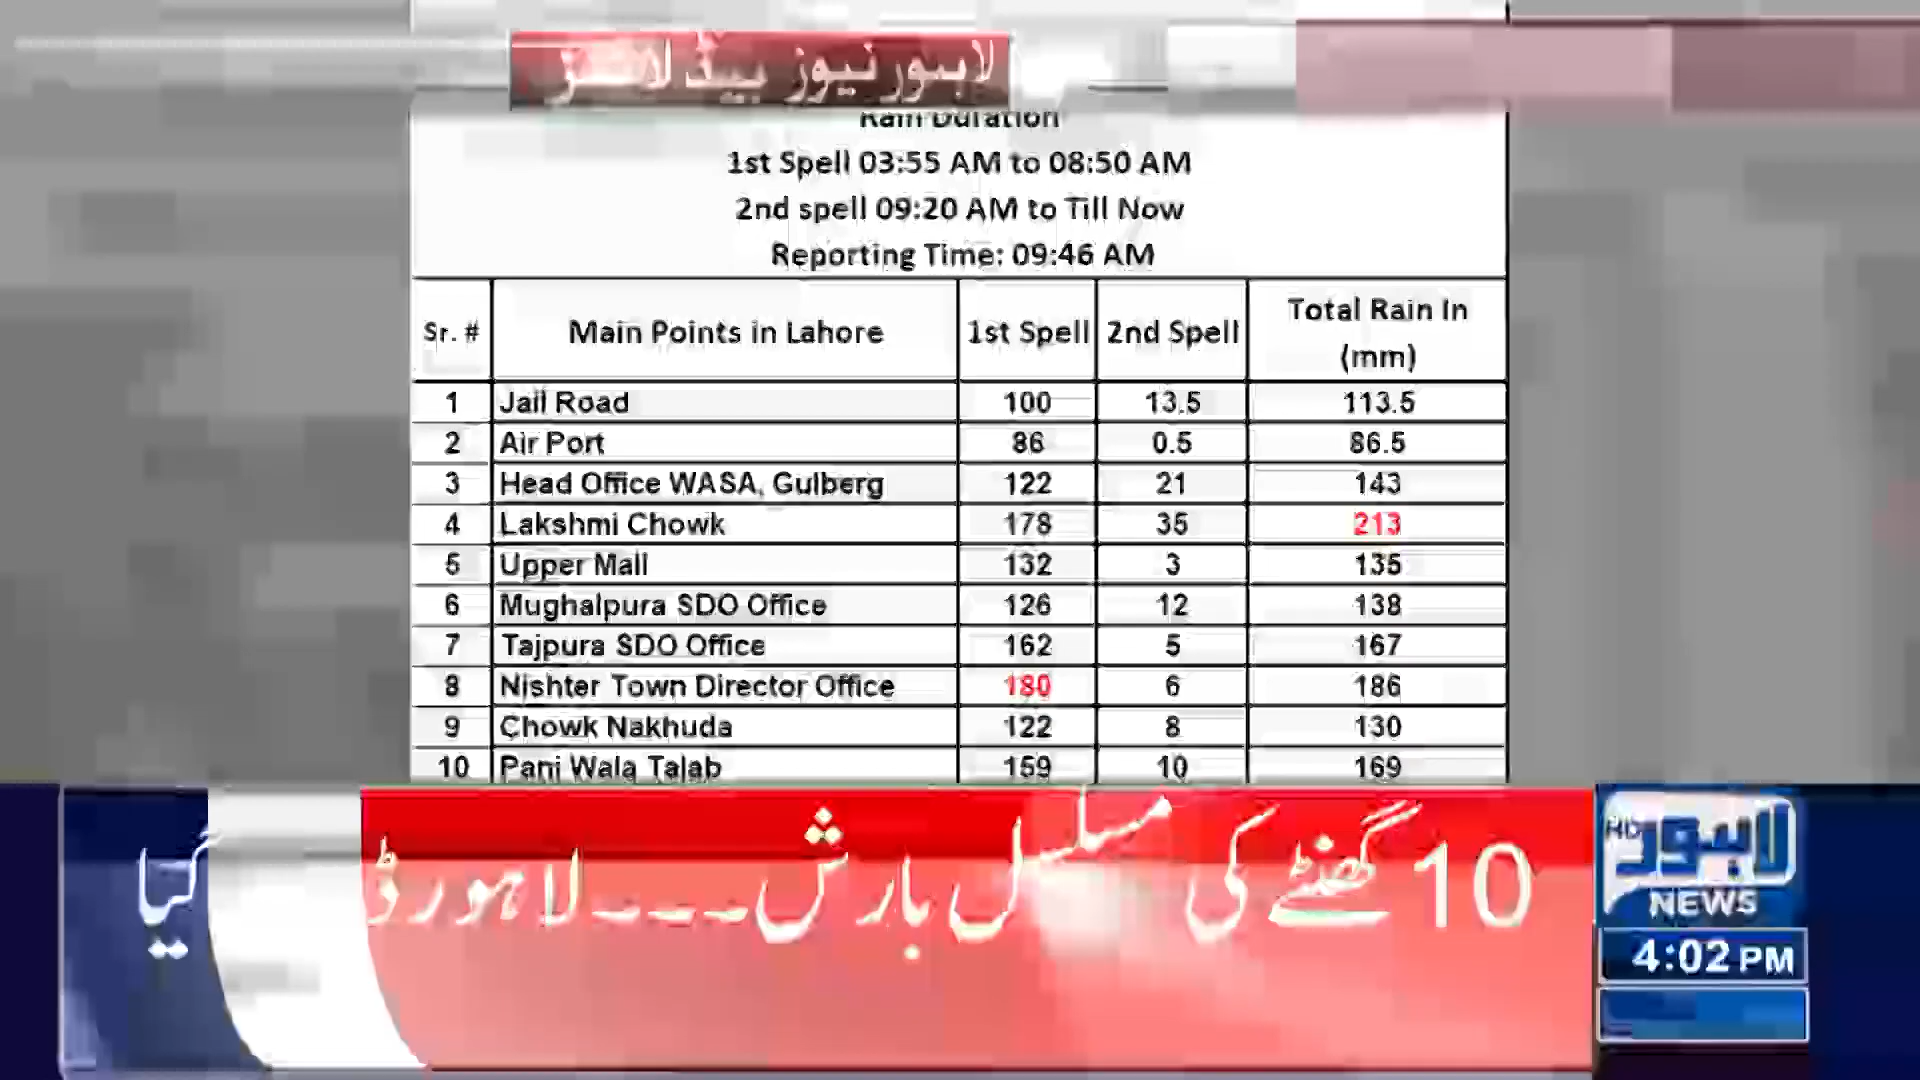 لاہور نیوز ہیڈ لائنز
Rain Duration
1st Spell 03:55 AM to 08:50 AM
2nd spell 09:20 AM to Till Now
Reporting Time: 09:46 AM
Sr. # Main Points in Lahore 1st Spell 2nd Spell Total Rain In (mm)
1 Jail Road 100 13.5 113.5
2 Air Port 86 0.5 86.5
3 Head Office WASA, Gulberg 122 21 143
4 Lakshmi Chowk 178 35 213
5 Upper Mall 132 3 135
6 Mughalpura SDO Office 126 12 138
7 Tajpura SDO Office 162 5 167
8 Nishter Town Director Office 180 6 186
9 Chowk Nakhuda 122 8 130
10 Pani Wala Talab 159 10 169
10 گھنٹے کی مسلسل بارش۔۔۔لاہور گیا
لاہور HD
NEWS
4:02 PM